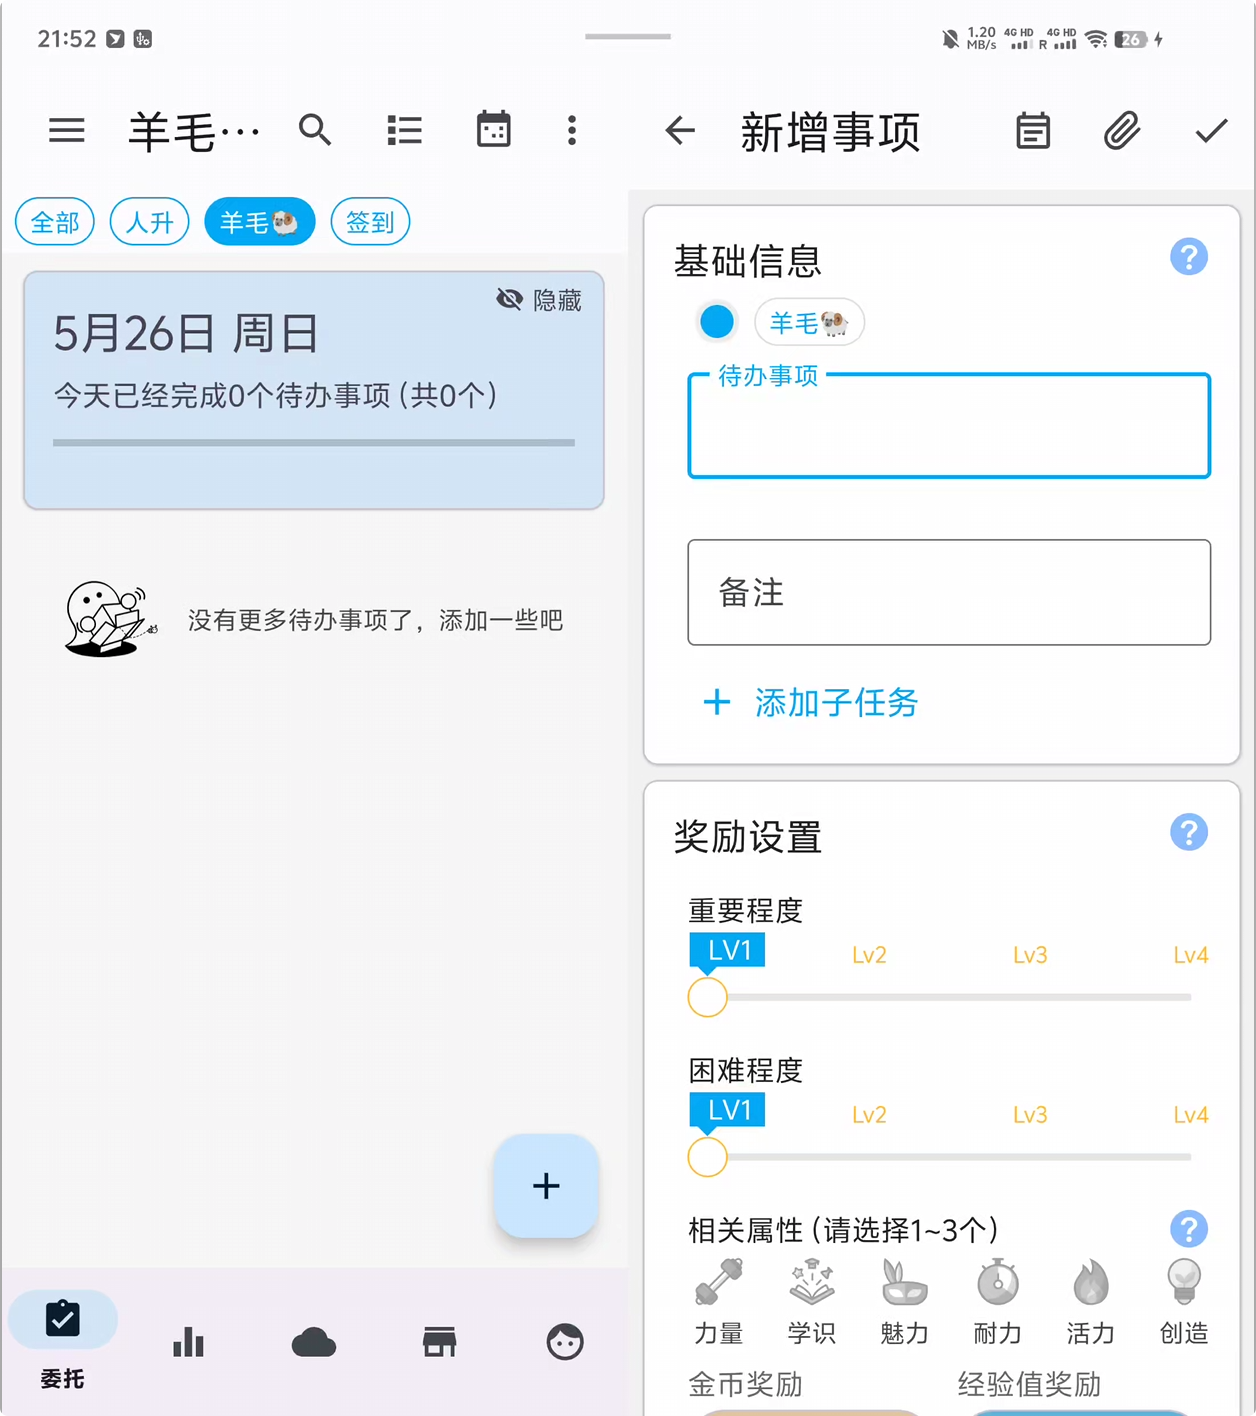 21:52
1.20 MB/s 4G HD R 4G HD 26
羊毛…
全部 人升 羊毛 签到
隐藏
5月26日 周日
今天已经完成0个待办事项 (共0个)
没有更多待办事项了，添加一些吧
委托
新增事项
基础信息
羊毛
待办事项
备注
+ 添加子任务
奖励设置
重要程度
LV1 Lv2 Lv3 Lv4
困难程度
LV1 Lv2 Lv3 Lv4
相关属性 (请选择1~3个)
力量 学识 魅力 耐力 活力 创造
金币奖励 经验值奖励